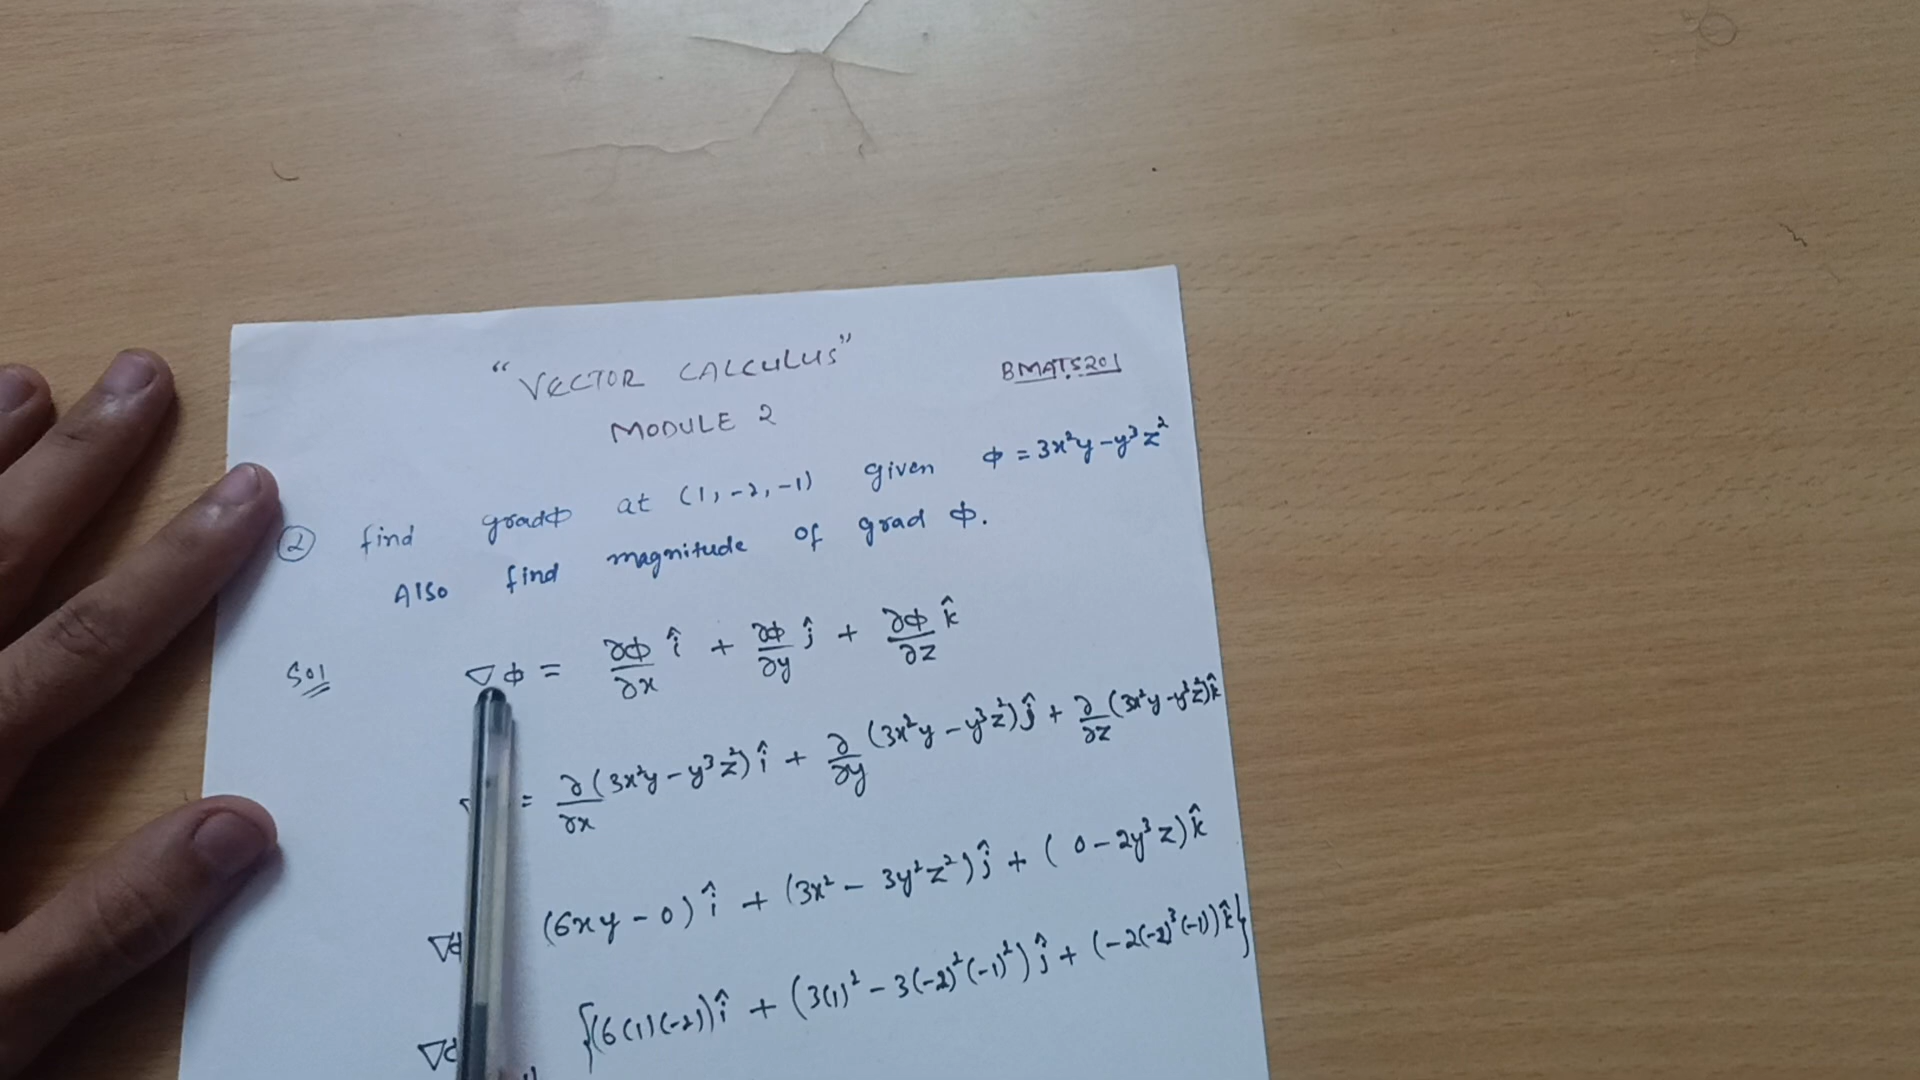 "VECTOR CALCULUS"
BMATS201
MODULE 2
② find gradϕ at (1, -2, -1) given ϕ = 3x²y - y³z²
Also find magnitude of grad ϕ.
Sol ∇ϕ = ∂ϕ/∂x î + ∂ϕ/∂y ĵ + ∂ϕ/∂z k̂
= ∂/∂x (3x²y - y³z²) î + ∂/∂y (3x²y - y³z²) ĵ + ∂/∂z (3x²y - y³z²) k̂
∇ (6xy - 0) î + (3x² - 3y²z²) ĵ + (0 - 2y³z) k̂
∇ {(6(1)(-2)) î + (3(1)² - 3(-2)²(-1)²) ĵ + (-2(-2)³(-1)) k̂}